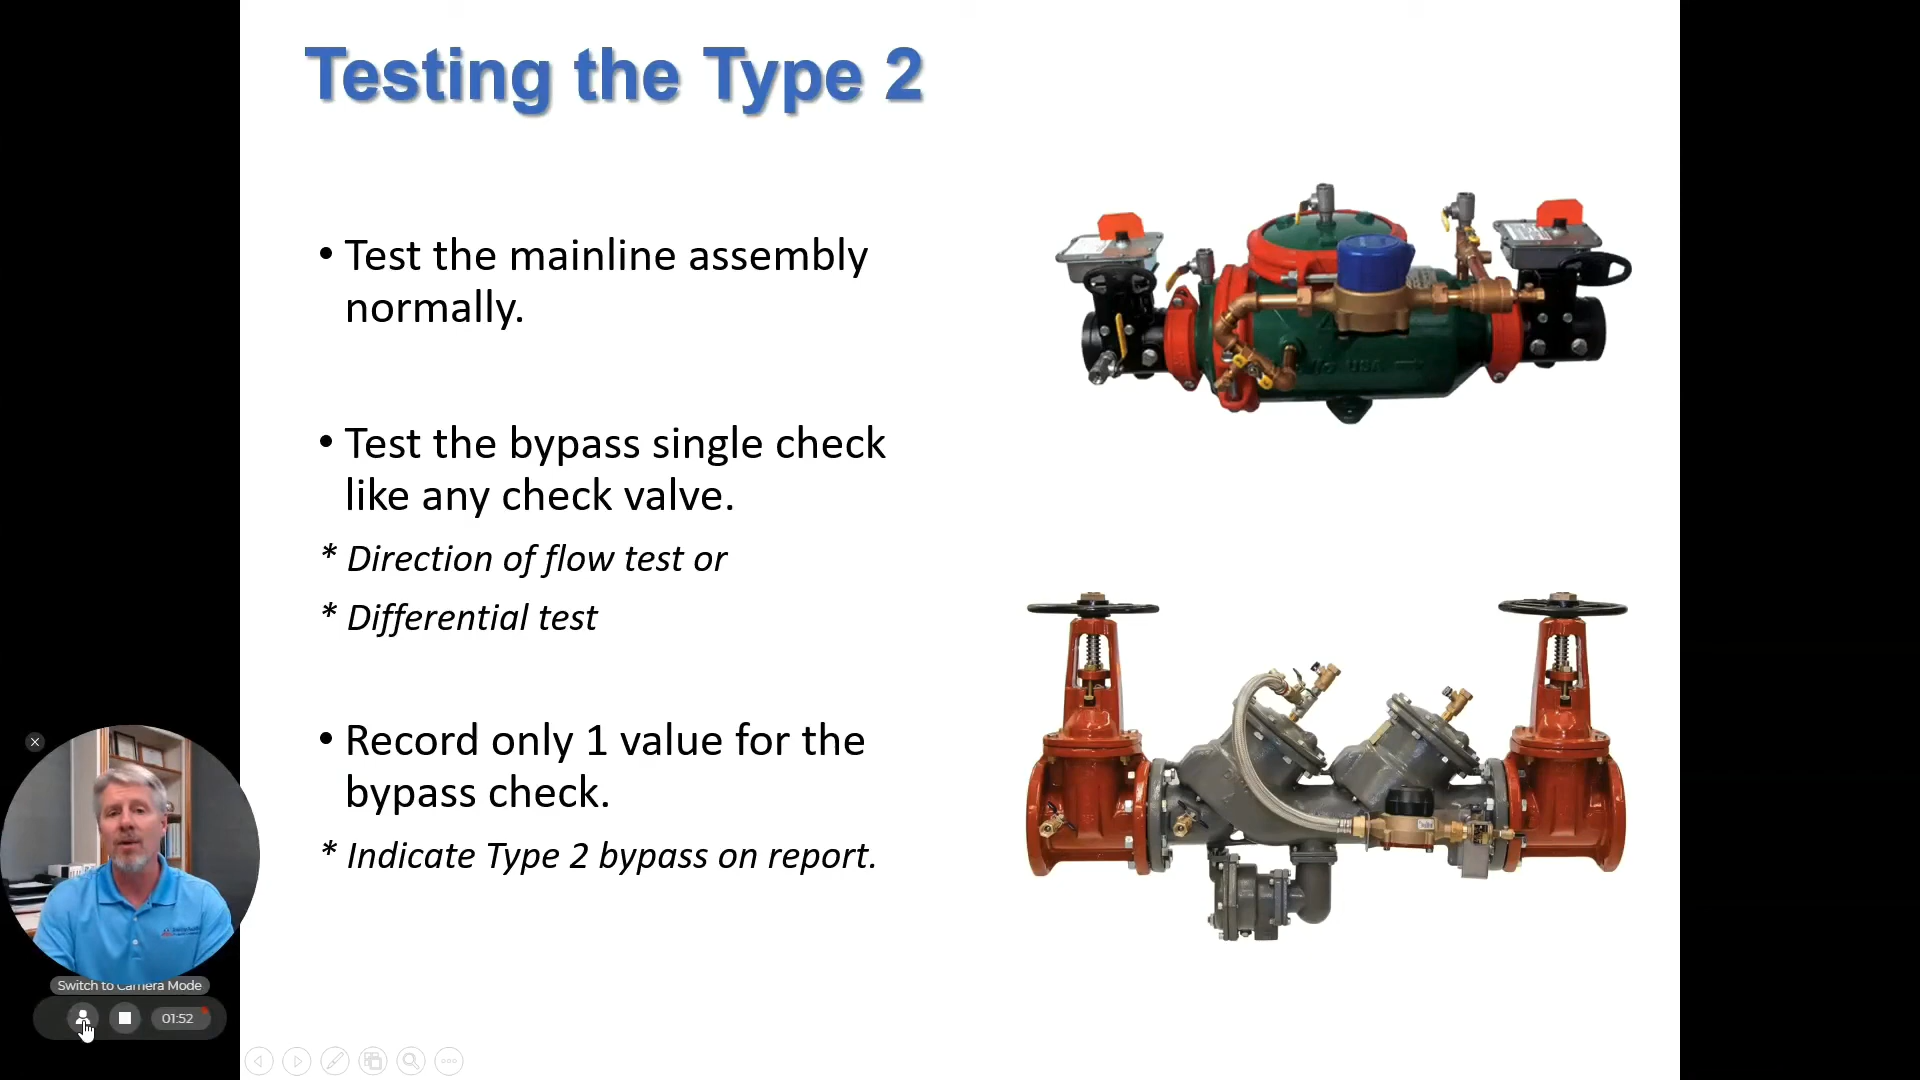 Testing the Type 2
• Test the mainline assembly
normally.
• Test the bypass single check
like any check valve.
* Direction of flow test or
* Differential test
• Record only 1 value for the
bypass check.
* Indicate Type 2 bypass on report.
USA
Switch to Camera Mode
01:52